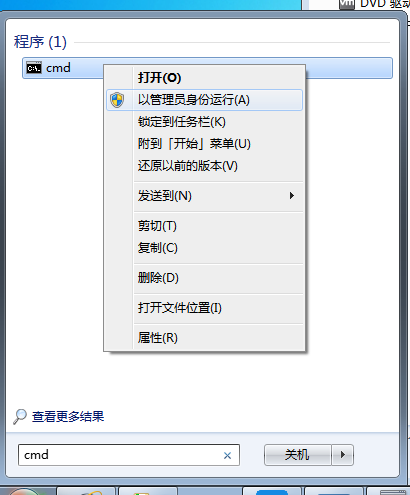 DVD 驱动
程序 (1)
cmd
打开(O)
以管理员身份运行(A)
锁定到任务栏(K)
附到「开始」菜单(U)
还原以前的版本(V)
发送到(N)
剪切(T)
复制(C)
删除(D)
打开文件位置(I)
属性(R)
查看更多结果
cmd
关机